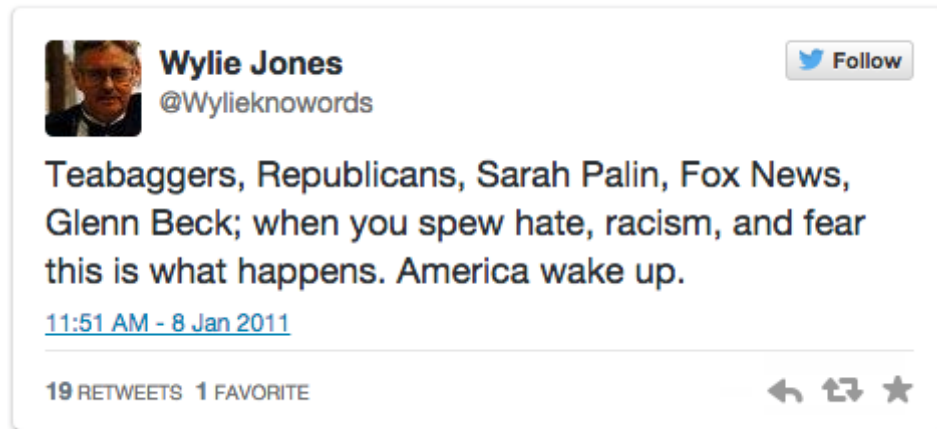 Wylie Jones
Follow
@Wylieknowords
Teabaggers, Republicans, Sarah Palin, Fox News,
Glenn Beck; when you spew hate, racism, and fear
this is what happens. America wake up.
11:51 AM - 8 Jan 2011
19 RETWEETS 1 FAVORITE